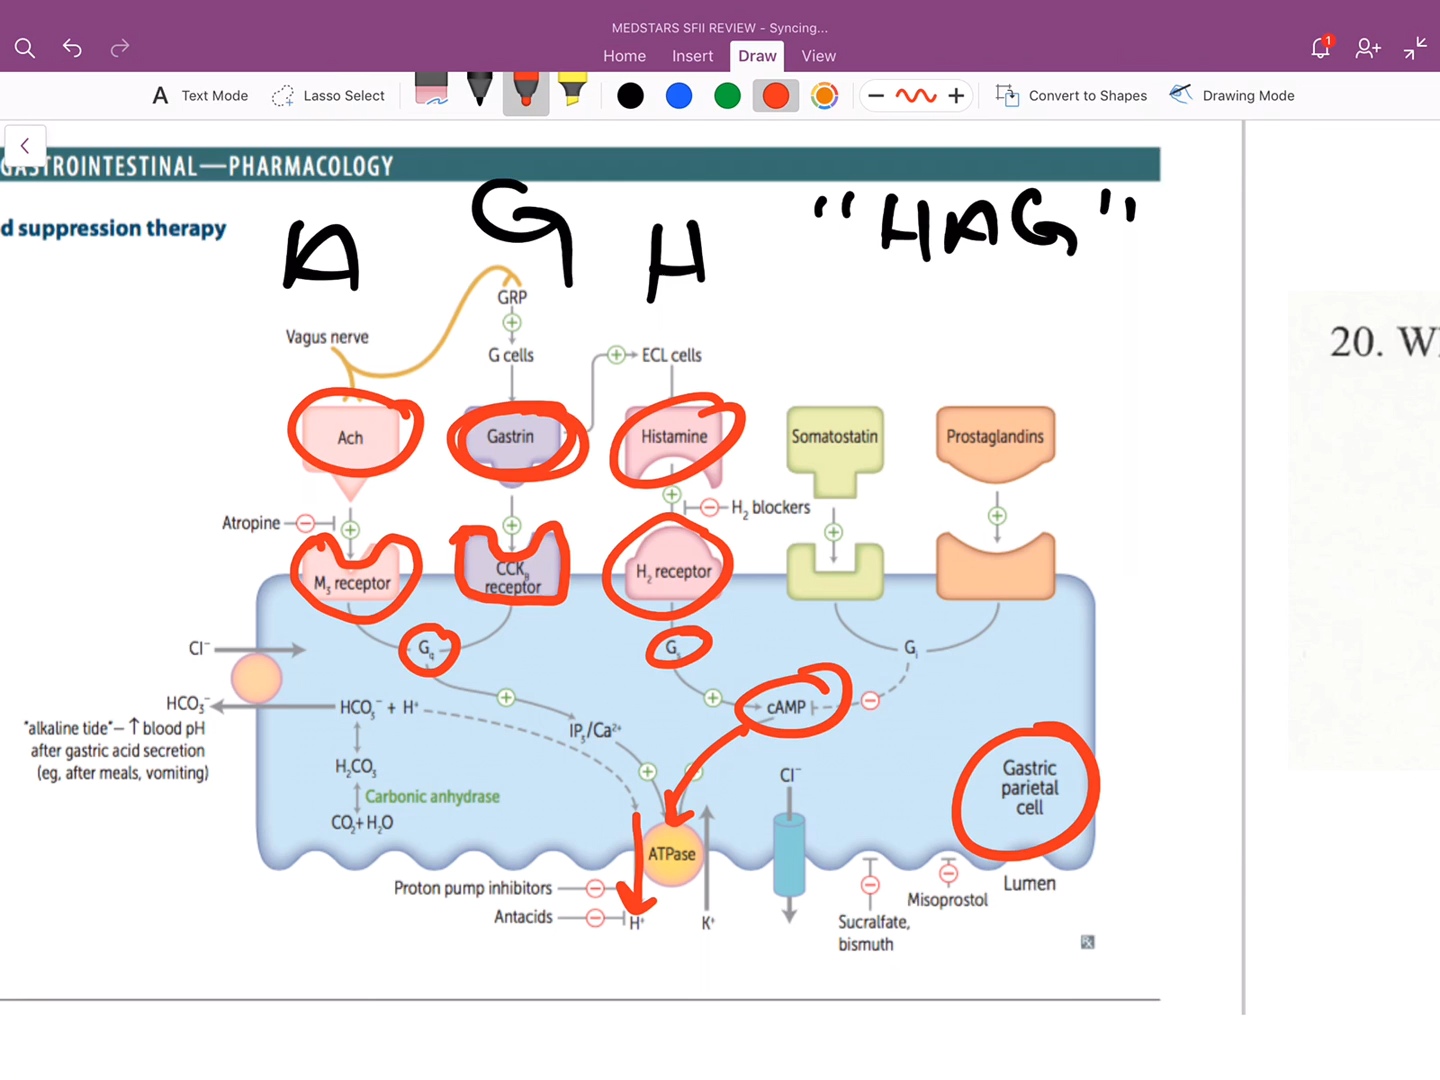 MEDSTARS SFII REVIEW - Syncing...
Home Insert Draw View
1
A Text Mode Lasso Select Convert to Shapes Drawing Mode
GASTROINTESTINAL—PHARMACOLOGY
d suppression therapy
A G H "HAG"
GRP
Vagus nerve
G cells
ECL cells
Ach
Gastrin
Histamine
Somatostatin
Prostaglandins
Atropine
H₂ blockers
M₃ receptor
CCK_B receptor
H₂ receptor
Cl⁻
Gq
Gs
Gi
HCO₃⁻
HCO₃⁻ + H⁺
cAMP
"alkaline tide"—↑ blood pH
after gastric acid secretion
(eg, after meals, vomiting)
IP₃/Ca²⁺
H₂CO₃
Carbonic anhydrase
CO₂+ H₂O
Cl⁻
Gastric
parietal
cell
ATPase
Lumen
Proton pump inhibitors
Antacids
H⁺
K⁺
Misoprostol
Sucralfate,
bismuth
Rx
20.